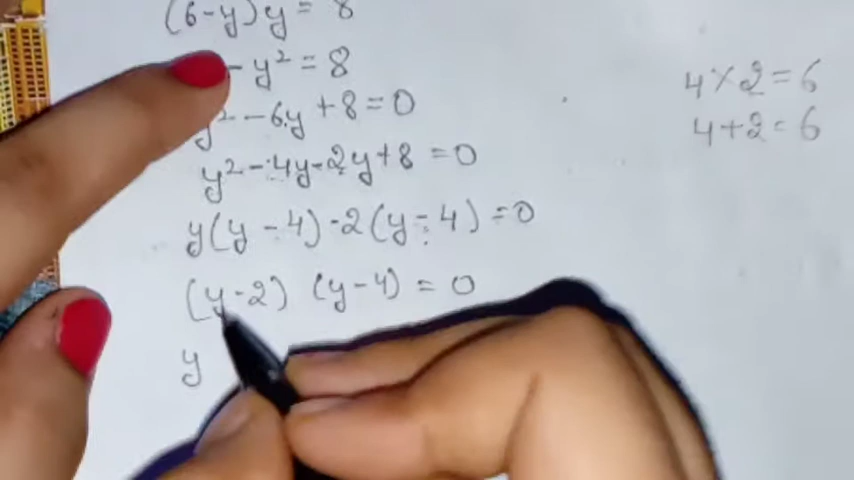 (6-y)y = 8
- y² = 8
y² - 6y + 8 = 0
y² - 4y - 2y + 8 = 0
y(y - 4) - 2(y - 4) = 0
(y - 2) (y - 4) = 0
y
4 × 2 = 6
4 + 2 = 6